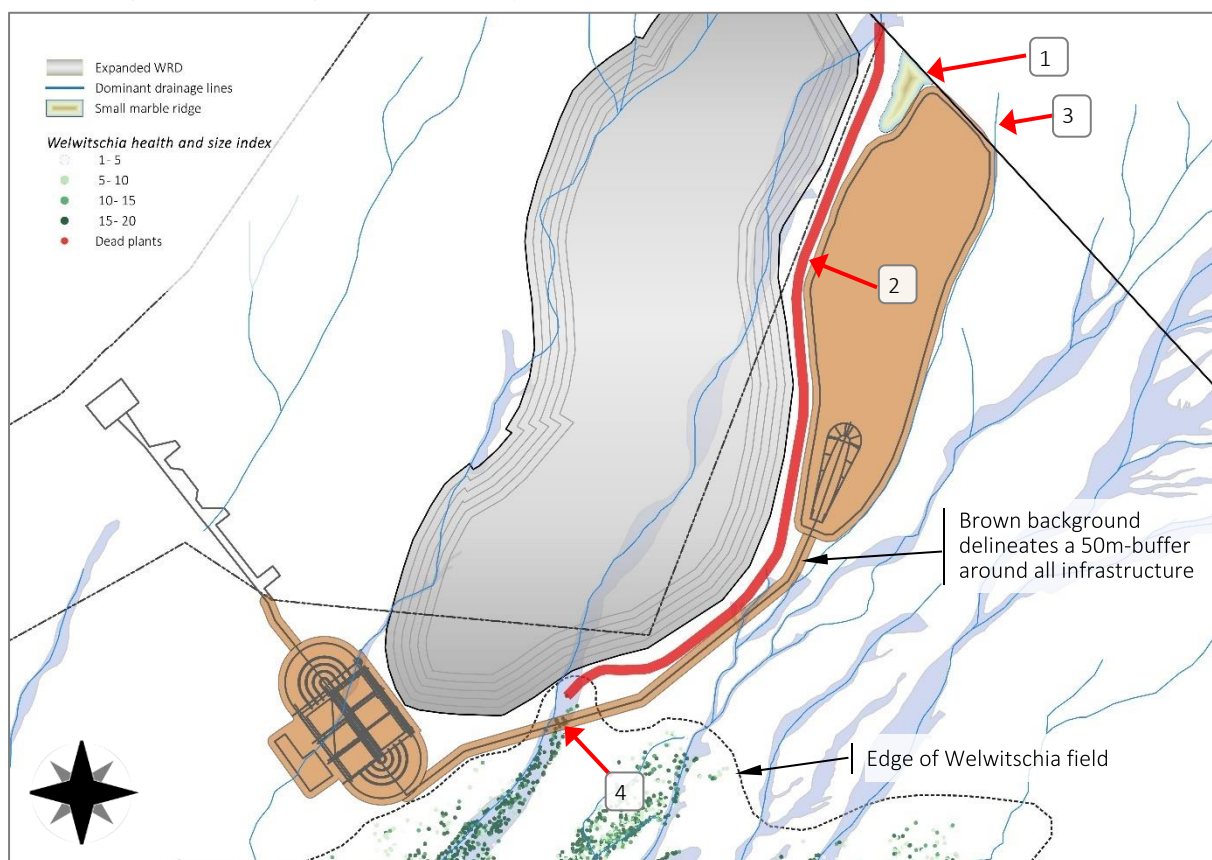 Expanded WRD
Dominant drainage lines
Small marble ridge
Welwitschia health and size index
1- 5
5- 10
10- 15
15- 20
Dead plants
1
3
2
Brown background
delineates a 50m-buffer
around all infrastructure
Edge of Welwitschia field
4